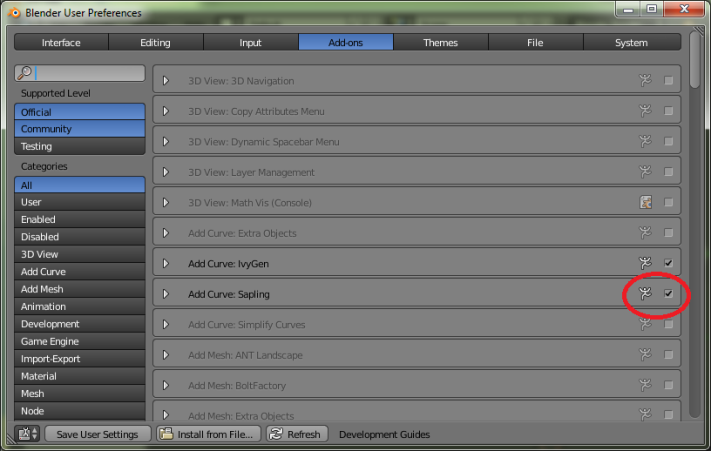 Blender User Preferences
Interface Editing Input Add-ons Themes File System
Supported Level
Official
Community
Testing
Categories
All
User
Enabled
Disabled
3D View
Add Curve
Add Mesh
Animation
Development
Game Engine
Import-Export
Material
Mesh
Node
3D View: 3D Navigation
3D View: Copy Attributes Menu
3D View: Dynamic Spacebar Menu
3D View: Layer Management
3D View: Math Vis (Console)
Add Curve: Extra Objects
Add Curve: IvyGen
Add Curve: Sapling
Add Curve: Simplify Curves
Add Mesh: ANT Landscape
Add Mesh: BoltFactory
Add Mesh: Extra Objects
Save User Settings Install from File... Refresh Development Guides